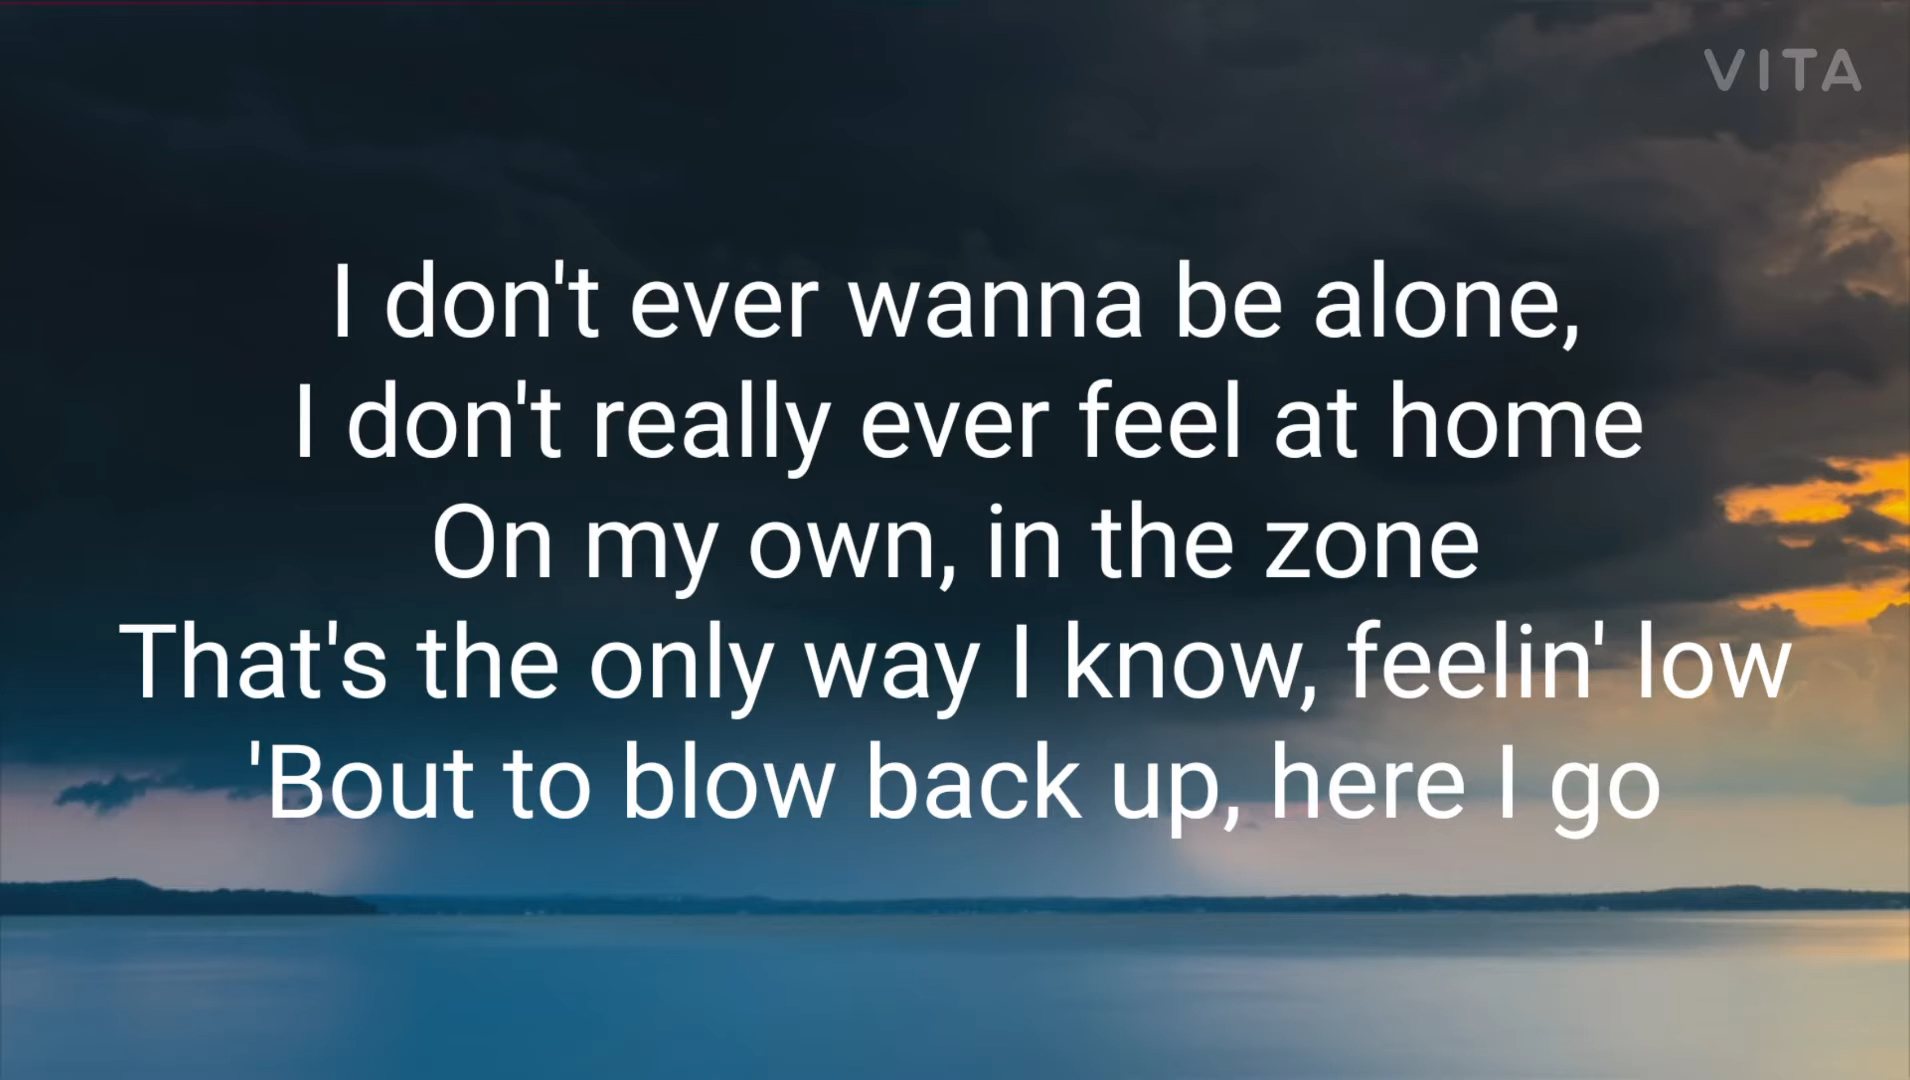 VITA
I don't ever wanna be alone,
I don't really ever feel at home
On my own, in the zone
That's the only way I know, feelin' low
'Bout to blow back up, here I go